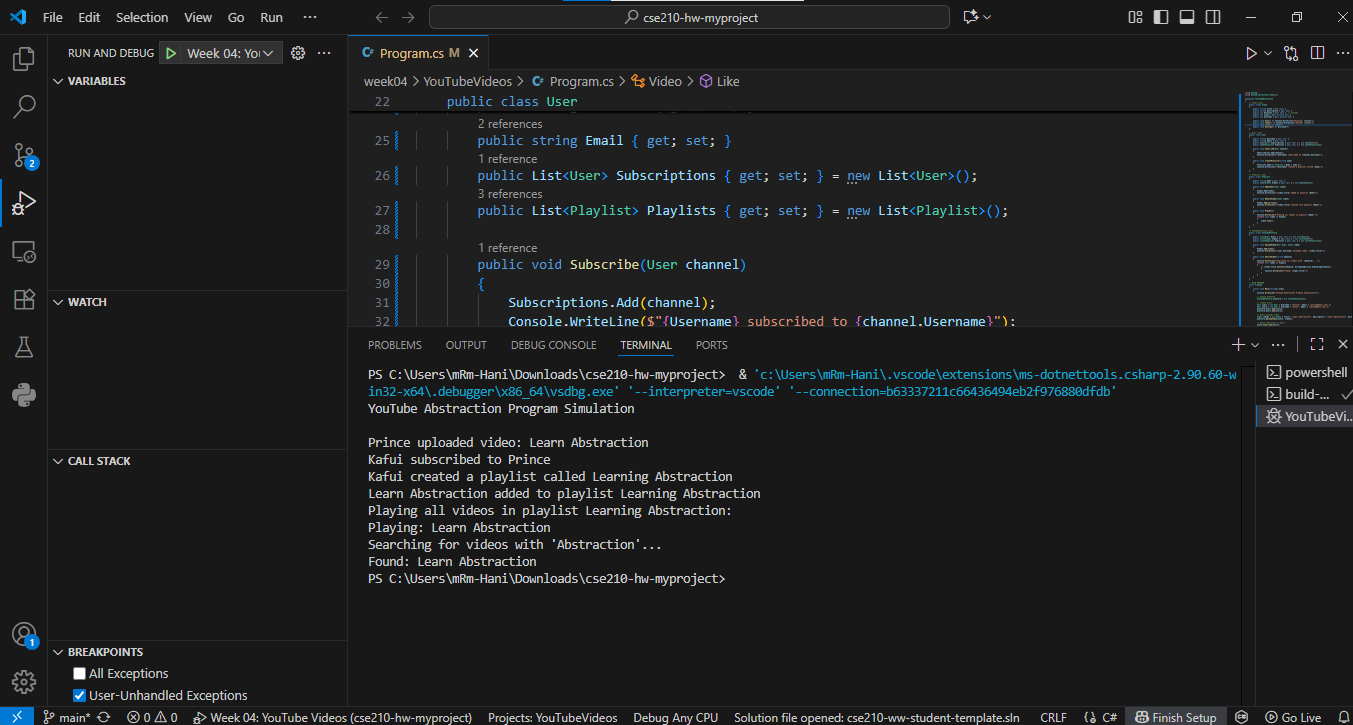 File Edit Selection View Go Run ···
cse210-hw-myproject
RUN AND DEBUG
Week 04: You
VARIABLES
WATCH
CALL STACK
BREAKPOINTS
All Exceptions
User-Unhandled Exceptions
2
1
Program.cs M
week04 > YouTubeVideos > Program.cs > Video > Like
22 public class User
2 references
25 public string Email { get; set; }
1 reference
26 public List<User> Subscriptions { get; set; } = new List<User>();
3 references
27 public List<Playlist> Playlists { get; set; } = new List<Playlist>();
28
1 reference
29 public void Subscribe(User channel)
30 {
31 Subscriptions.Add(channel);
32 Console.WriteLine($"{Username} subscribed to {channel.Username}");
PROBLEMS OUTPUT DEBUG CONSOLE TERMINAL PORTS
PS C:\Users\mRm-Hani\Downloads\cse210-hw-myproject> & 'c:\Users\mRm-Hani\.vscode\extensions\ms-dotnettools.csharp-2.90.60-w
in32-x64\.debugger\x86_64\vsdbg.exe' '--interpreter=vscode' '--connection=b63337211c66436494eb2f976880dfdb'
YouTube Abstraction Program Simulation
Prince uploaded video: Learn Abstraction
Kafui subscribed to Prince
Kafui created a playlist called Learning Abstraction
Learn Abstraction added to playlist Learning Abstraction
Playing all videos in playlist Learning Abstraction:
Playing: Learn Abstraction
Searching for videos with 'Abstraction'...
Found: Learn Abstraction
PS C:\Users\mRm-Hani\Downloads\cse210-hw-myproject>
powershell
build-...
YouTubeVi...
main* 0 0 Week 04: YouTube Videos (cse210-hw-myproject) Projects: YouTubeVideos Debug Any CPU Solution file opened: cse210-ww-student-template.sln CRLF {} C# Finish Setup Go Live